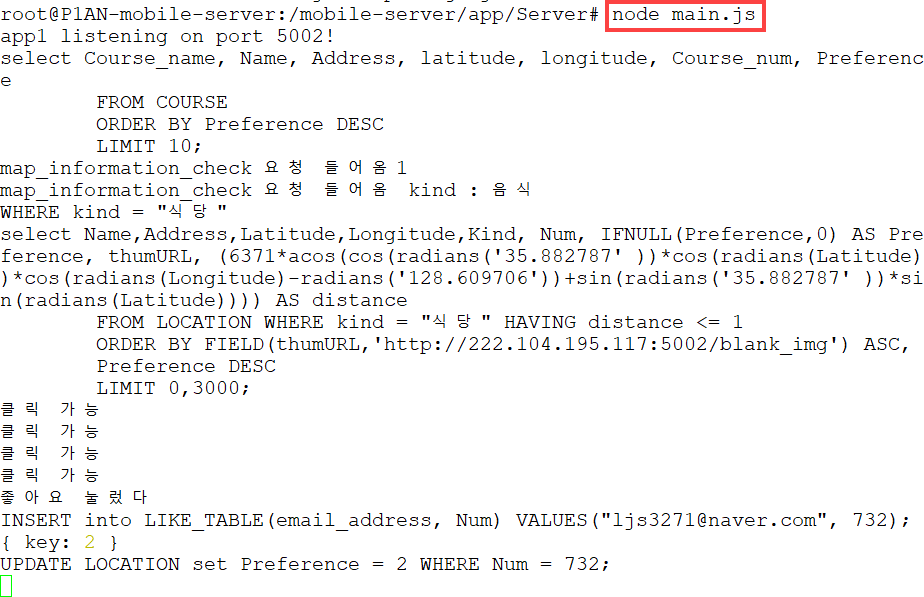 root@P1AN-mobile-server:/mobile-server/app/Server# node main.js
app1 listening on port 5002!
select Course_name, Name, Address, latitude, longitude, Course_num, Preferenc
e
        FROM COURSE
        ORDER BY Preference DESC
        LIMIT 10;
map_information_check 요청 들어옴1
map_information_check 요청 들어옴 kind : 음식
WHERE kind = "식당"
select Name,Address,Latitude,Longitude,Kind, Num, IFNULL(Preference,0) AS Pre
ference, thumURL, (6371*acos(cos(radians('35.882787' ))*cos(radians(Latitude)
)*cos(radians(Longitude)-radians('128.609706'))+sin(radians('35.882787' ))*si
n(radians(Latitude)))) AS distance
        FROM LOCATION WHERE kind = "식당" HAVING distance <= 1
        ORDER BY FIELD(thumURL,'http://222.104.195.117:5002/blank_img') ASC,
        Preference DESC
        LIMIT 0,3000;
클릭 가능
클릭 가능
클릭 가능
클릭 가능
좋아요 눌렀다
INSERT into LIKE_TABLE(email_address, Num) VALUES("ljs3271@naver.com", 732);
{ key: 2 }
UPDATE LOCATION set Preference = 2 WHERE Num = 732;